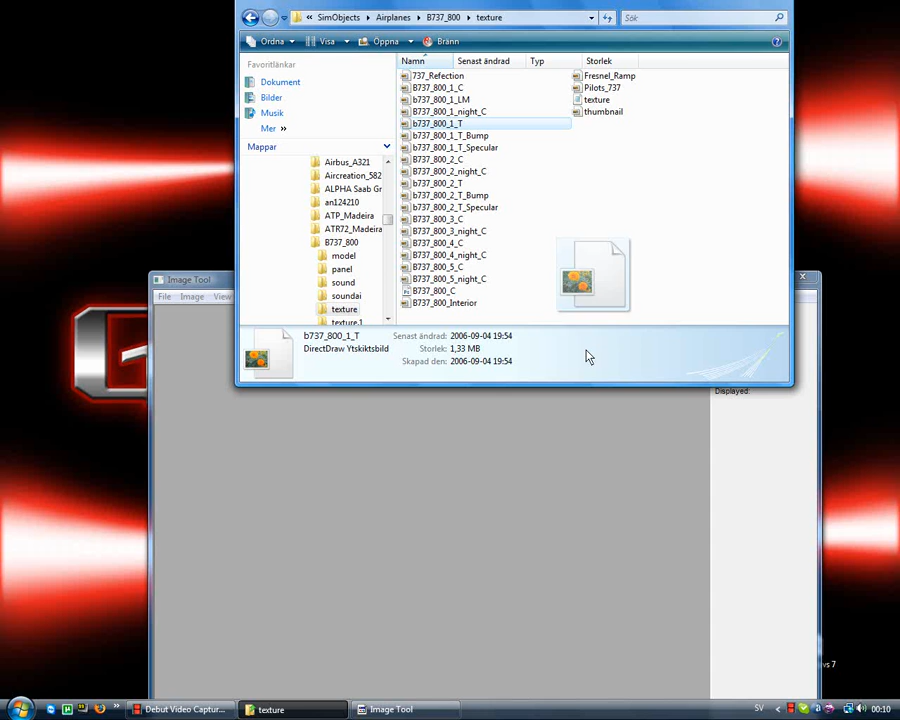 « SimObjects Airplanes B737_800 texture Sök
Ordna Visa Öppna Bränn
Favoritlänkar Namn Senast ändrad Typ Storlek
Dokument
Bilder
Musik
Mer »
Mappar
Airbus_A321
Aircreation_582
ALPHA Saab Gr
an124210
ATP_Madeira
ATR72_Madeira
B737_800
model
panel
sound
soundai
texture
texture.1
737_Refection
B737_800_1_C
B737_800_1_LM
B737_800_1_night_C
b737_800_1_T
b737_800_1_T_Bump
b737_800_1_T_Specular
B737_800_2_C
B737_800_2_night_C
b737_800_2_T
b737_800_2_T_Bump
b737_800_2_T_Specular
B737_800_3_C
B737_800_3_night_C
B737_800_4_C
B737_800_4_night_C
B737_800_5_C
B737_800_5_night_C
B737_800_C
B737_800_Interior
Fresnel_Ramp
Pilots_737
texture
thumbnail
b737_800_1_T Senast ändrad: 2006-09-04 19:54
DirectDraw Ytskiktsbild Storlek: 1,33 MB
Skapad den: 2006-09-04 19:54
Image Tool
File Image View
Displayed:
Debut Video Captur... texture Image Tool SV 00:10